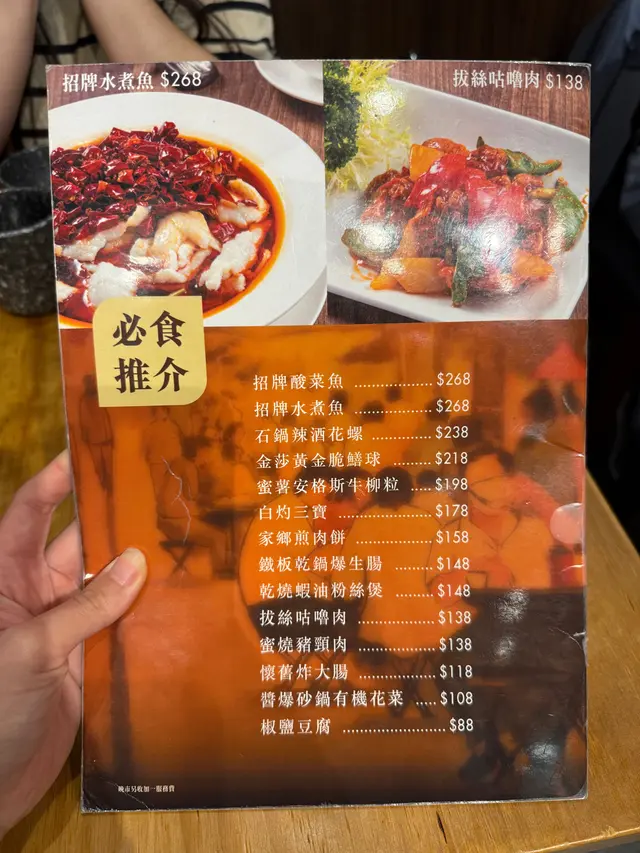 招牌水煮魚 $268
拔絲咕嚕肉 $138
必食
推介
招牌酸菜魚 .................. $268
招牌水煮魚 .................. $268
石鍋辣酒花螺 .............. $238
金莎黃金脆鱔球 ......... $218
蜜薯安格斯牛柳粒 ..... $198
白灼三寶 ..................... $178
家鄉煎肉餅 .................. $158
鐵板乾鍋爆生腸 ......... $148
乾燒蝦油粉絲煲 ......... $148
拔絲咕嚕肉 .................. $138
蜜燒豬頸肉 .................. $138
懷舊炸大腸 .................. $118
醬爆砂鍋有機花菜 ..... $108
椒鹽豆腐 ........................ $88
晚市另收加一服務費